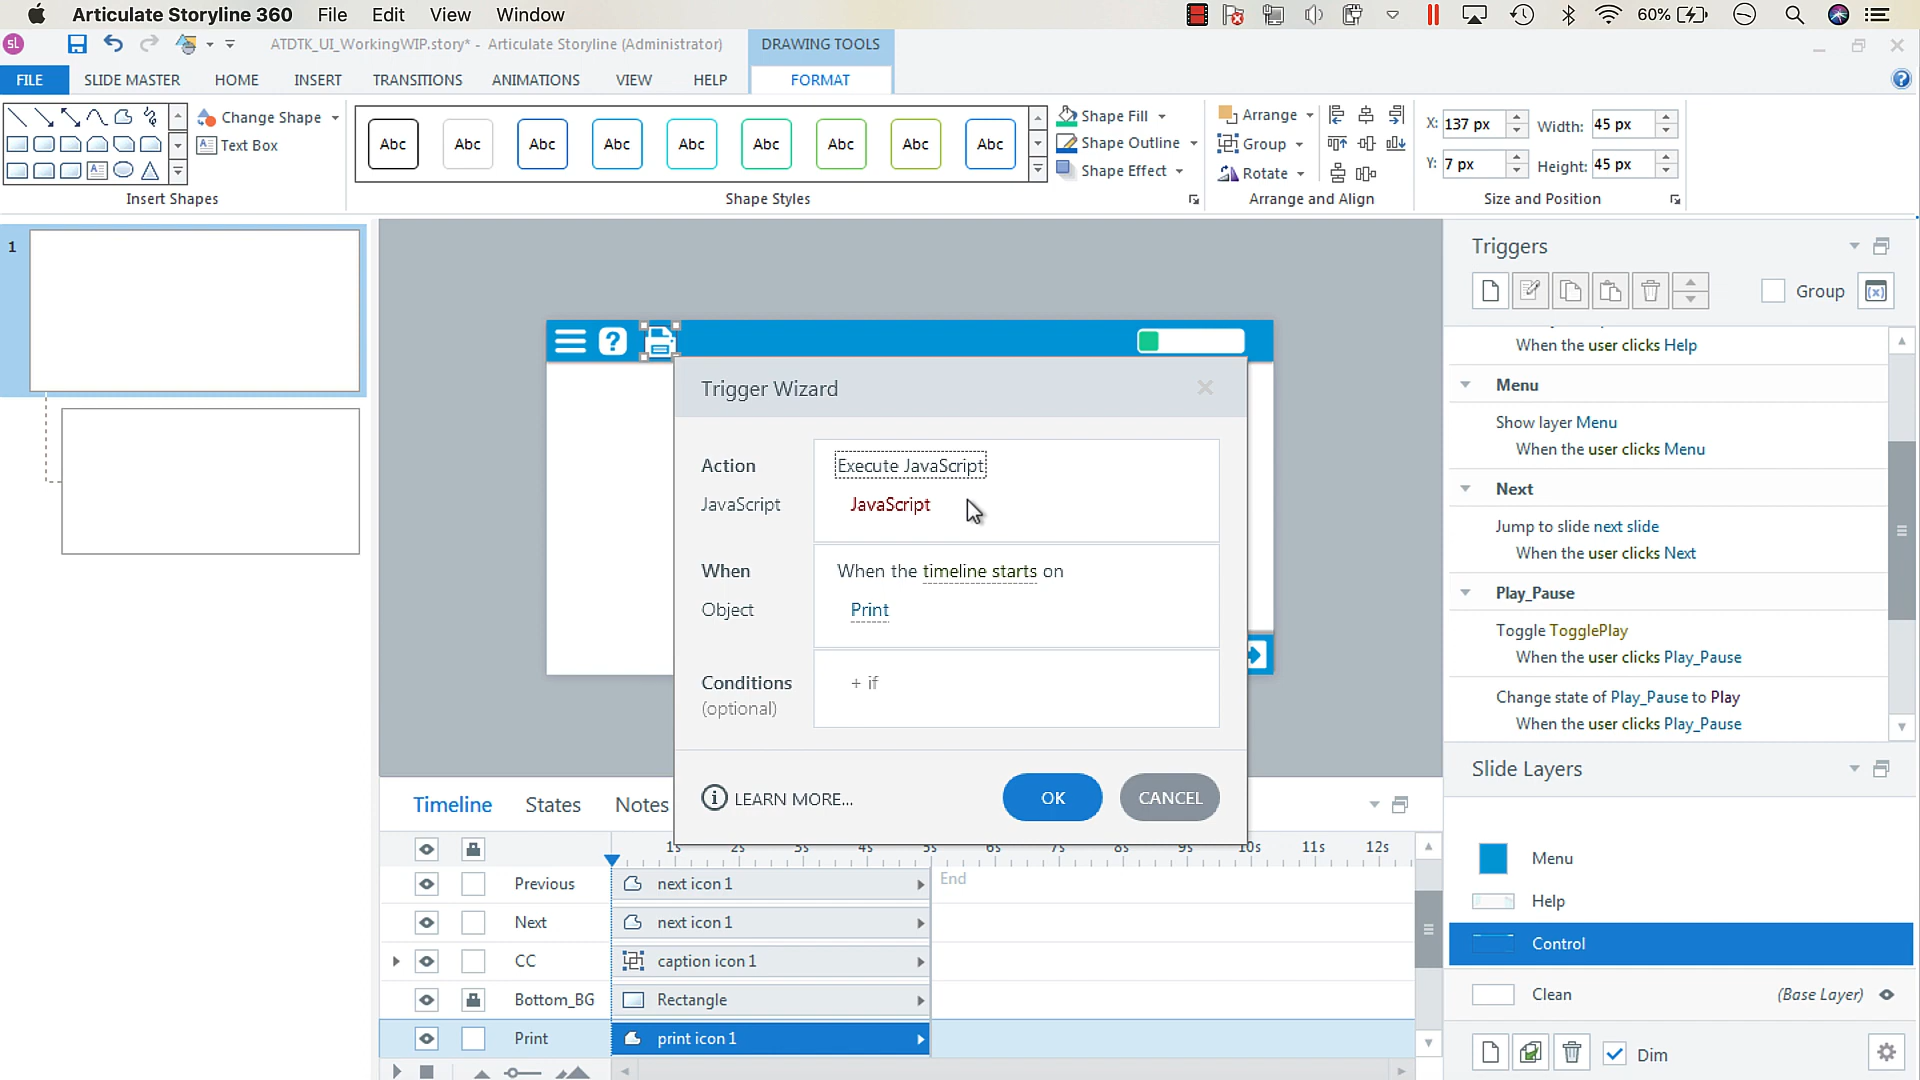 Articulate Storyline 360 File Edit View Window
60%
sl
ATDTK_UI_WorkingWIP.story* - Articulate Storyline (Administrator)
DRAWING TOOLS
FILE SLIDE MASTER HOME INSERT TRANSITIONS ANIMATIONS VIEW HELP FORMAT
Change Shape
Text Box
Insert Shapes
Abc Abc Abc Abc Abc Abc Abc Abc Abc
Shape Styles
Shape Fill
Shape Outline
Shape Effect
Arrange
Group
Rotate
Arrange and Align
X: 137 px Width: 45 px
Y: 7 px Height: 45 px
Size and Position
1
Trigger Wizard
Action Execute JavaScript
JavaScript JavaScript
When When the timeline starts on
Object Print
Conditions + if
(optional)
LEARN MORE...
OK
CANCEL
Triggers
Group
When the user clicks Help
Menu
Show layer Menu
When the user clicks Menu
Next
Jump to slide next slide
When the user clicks Next
Play_Pause
Toggle TogglePlay
When the user clicks Play_Pause
Change state of Play_Pause to Play
When the user clicks Play_Pause
Slide Layers
Menu
Help
Control
Clean (Base Layer)
Dim
Timeline States Notes
1s 2s 3s 4s 5s 6s 7s 8s 9s 10s 11s 12s
Previous next icon 1 End
Next next icon 1
CC caption icon 1
Bottom_BG Rectangle
Print print icon 1